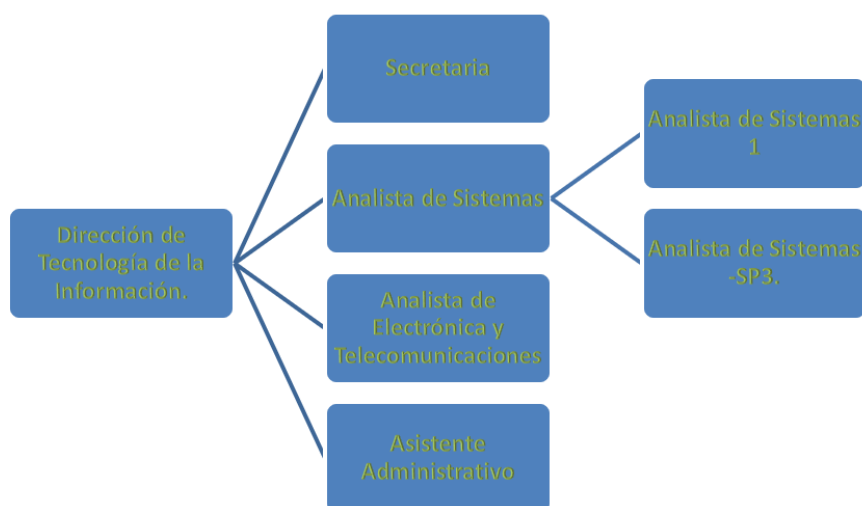 Secretaria
Analista de Sistemas
1
Analista de Sistemas
Dirección de
Tecnología de la
Información.
Analista de Sistemas
-SP3.
Analista de
Electrónica y
Telecomunicaciones
Asistente
Administrativo